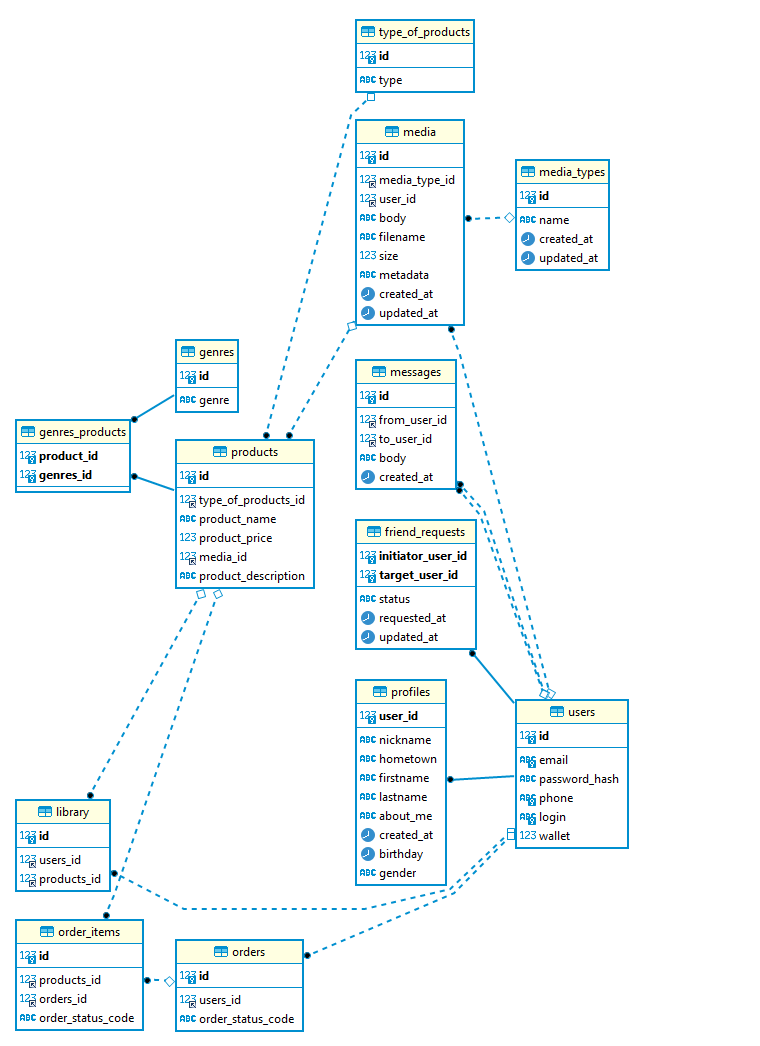 type_of_products
id
type
media
id
media_type_id
user_id
body
filename
size
metadata
created_at
updated_at
media_types
id
name
created_at
updated_at
genres
id
genre
genres_products
product_id
genres_id
products
id
type_of_products_id
product_name
product_price
media_id
product_description
messages
id
from_user_id
to_user_id
body
created_at
friend_requests
initiator_user_id
target_user_id
status
requested_at
updated_at
profiles
user_id
nickname
hometown
firstname
lastname
about_me
created_at
birthday
gender
users
id
email
password_hash
phone
login
wallet
library
id
users_id
products_id
order_items
id
products_id
orders_id
order_status_code
orders
id
users_id
order_status_code